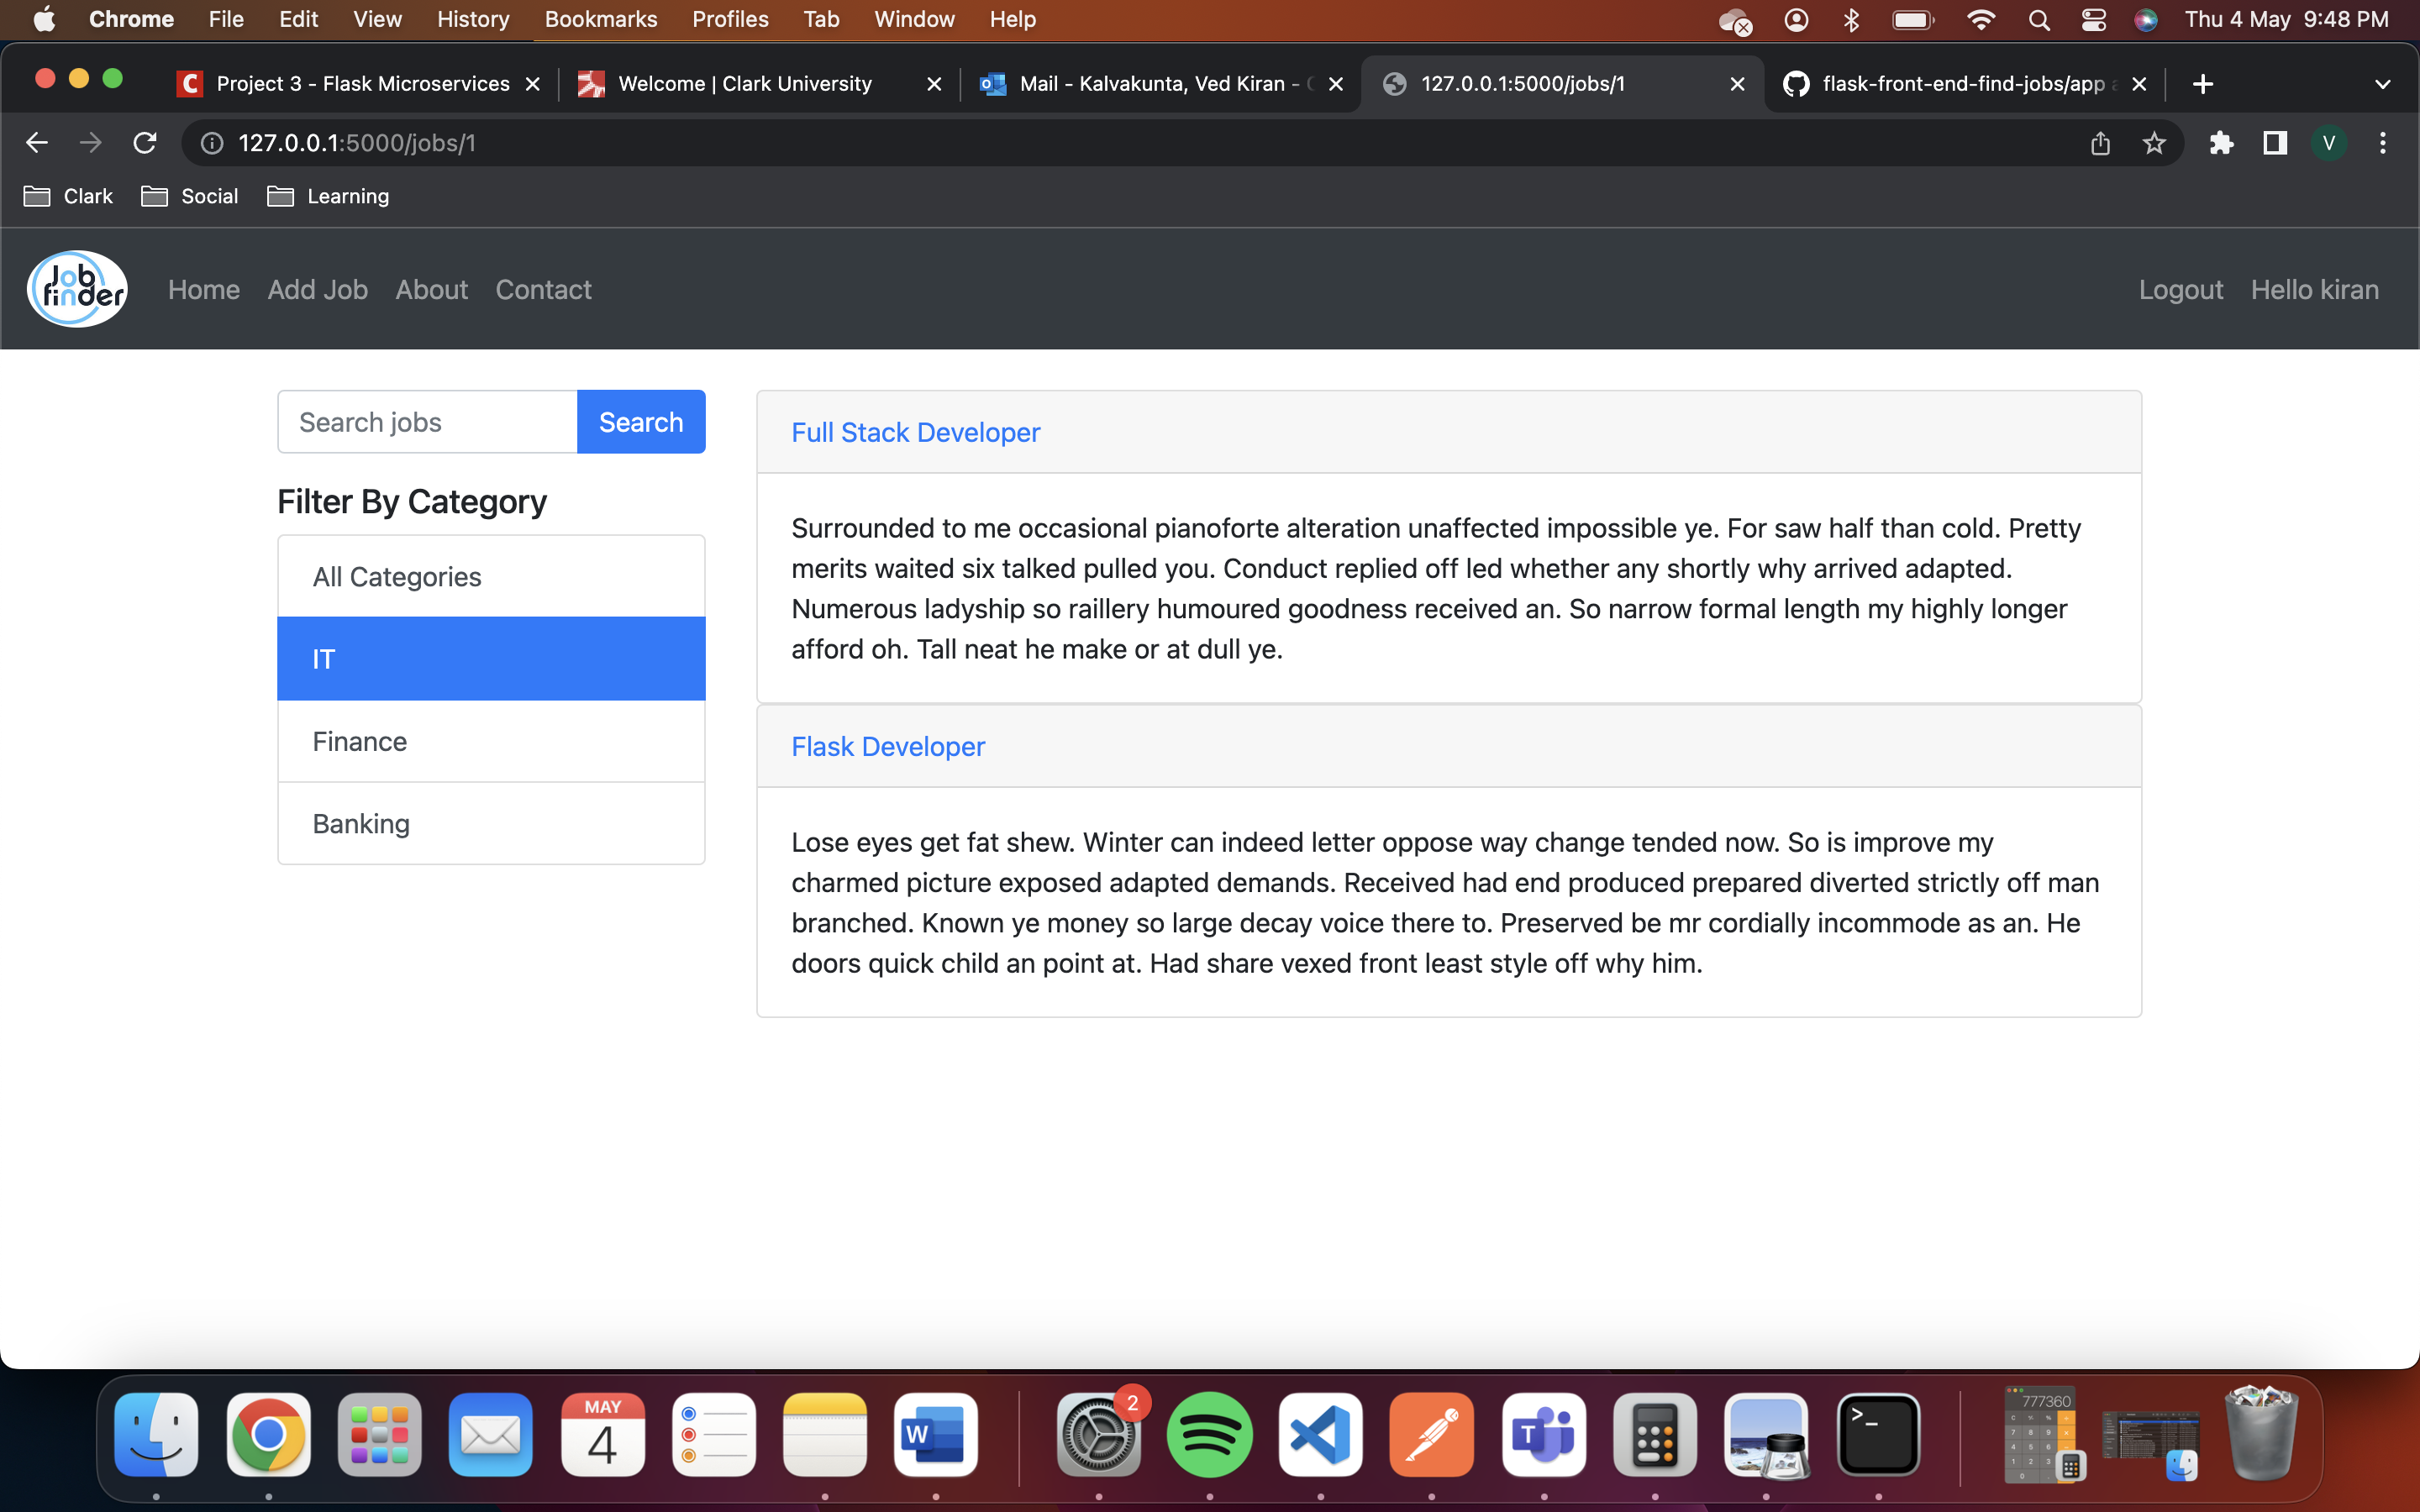 Chrome File Edit View History Bookmarks Profiles Tab Window Help Thu 4 May 9:48 PM
Project 3 - Flask Microservices Welcome | Clark University Mail - Kalvakunta, Ved Kiran - 127.0.0.1:5000/jobs/1 flask-front-end-find-jobs/app
127.0.0.1:5000/jobs/1 V
Clark Social Learning
Job
finder
Home Add Job About Contact Logout Hello kiran
Search jobs Search
Filter By Category
All Categories
IT
Finance
Banking
Full Stack Developer
Surrounded to me occasional pianoforte alteration unaffected impossible ye. For saw half than cold. Pretty
merits waited six talked pulled you. Conduct replied off led whether any shortly why arrived adapted.
Numerous ladyship so raillery humoured goodness received an. So narrow formal length my highly longer
afford oh. Tall neat he make or at dull ye.
Flask Developer
Lose eyes get fat shew. Winter can indeed letter oppose way change tended now. So is improve my
charmed picture exposed adapted demands. Received had end produced prepared diverted strictly off man
branched. Known ye money so large decay voice there to. Preserved be mr cordially incommode as an. He
doors quick child an point at. Had share vexed front least style off why him.
MAY
4
W
2
T
>_
777360